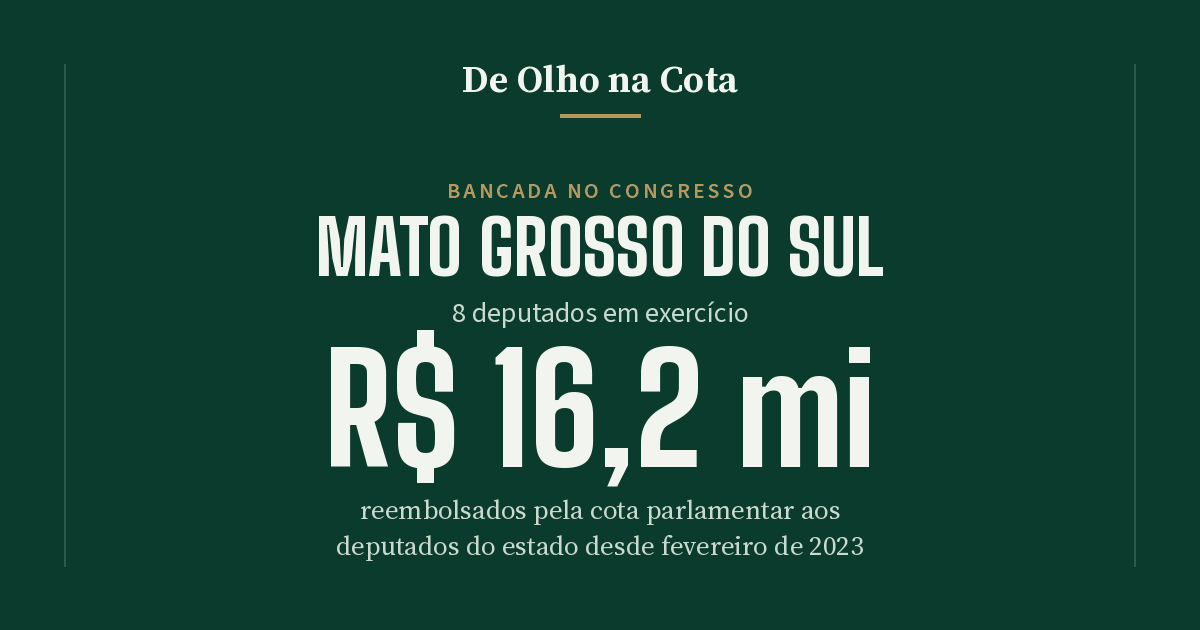 De Olho na Cota
BANCADA NO CONGRESSO
MATO GROSSO DO SUL
8 deputados em exercício
R$ 16,2 mi
reembolsados pela cota parlamentar aos
deputados do estado desde fevereiro de 2023